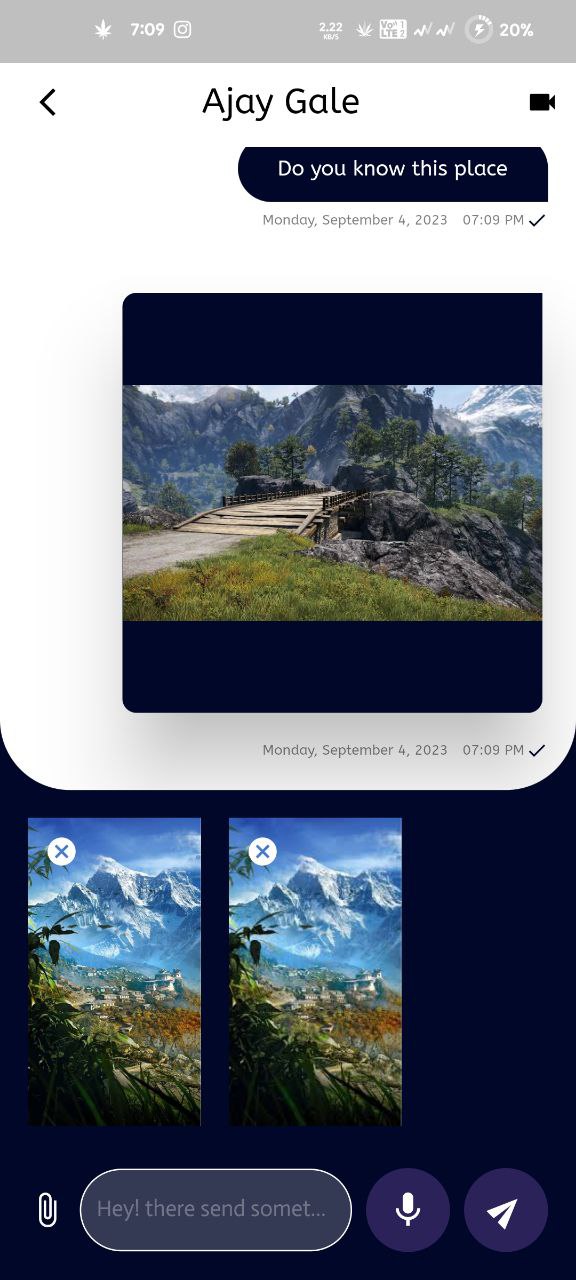 7:09
2.22
KB/S
Vo 1
LTE 2
20%
Ajay Gale
Do you know this place
Monday, September 4, 2023 07:09 PM
Monday, September 4, 2023 07:09 PM
Hey! there send somet...